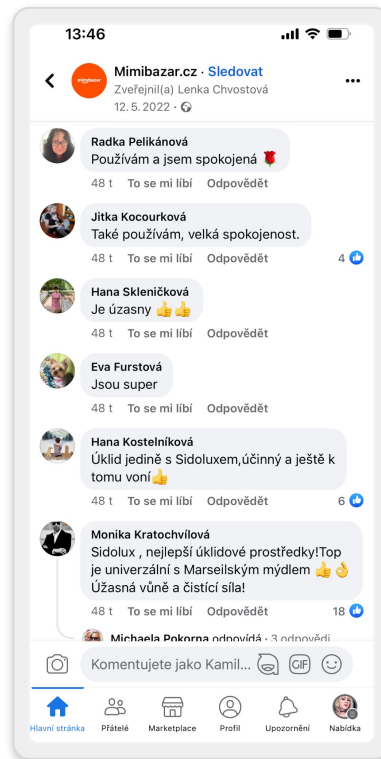 13:46
mimibazar
Mimibazar.cz · Sledovat
Zveřejnil(a) Lenka Chvostová
12. 5. 2022 ·
Radka Pelikánová
Používám a jsem spokojená 🌹
48 t To se mi líbí Odpovědět
Jitka Kocourková
Také používám, velká spokojenost.
48 t To se mi líbí Odpovědět 4
Hana Skleničková
Je úzasny 👍👍
48 t To se mi líbí Odpovědět
Eva Furstová
Jsou super
48 t To se mi líbí Odpovědět
Hana Kostelníková
Úklid jedině s Sidoluxem,účinný a ještě k
tomu voní👍
48 t To se mi líbí Odpovědět 6
Monika Kratochvílová
Sidolux , nejlepší úklidové prostředky!Top
je univerzální s Marseilským mýdlem 👍👌
Úžasná vůně a čistící síla!
48 t To se mi líbí Odpovědět 18
Michaela Pokorna odpovídá · 3 odpovědi
Komentujete jako Kamil... GIF
Hlavní stránka Přátelé Marketplace Profil Upozornění Nabídka